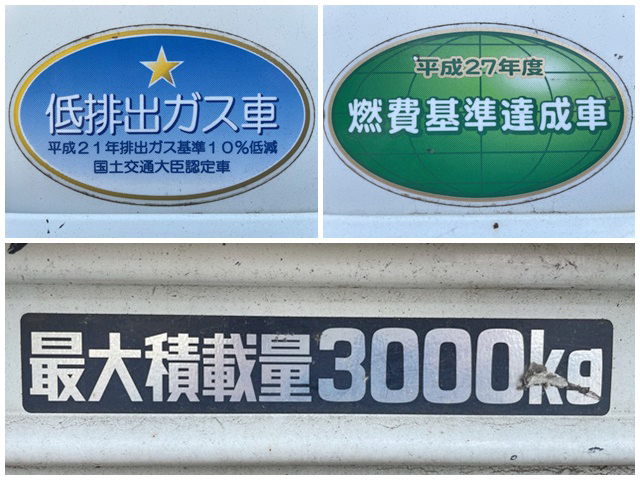 低排出ガス車
平成21年排出ガス基準10%低減
国土交通大臣認定車
平成27年度
燃費基準達成車
最大積載量3000kg